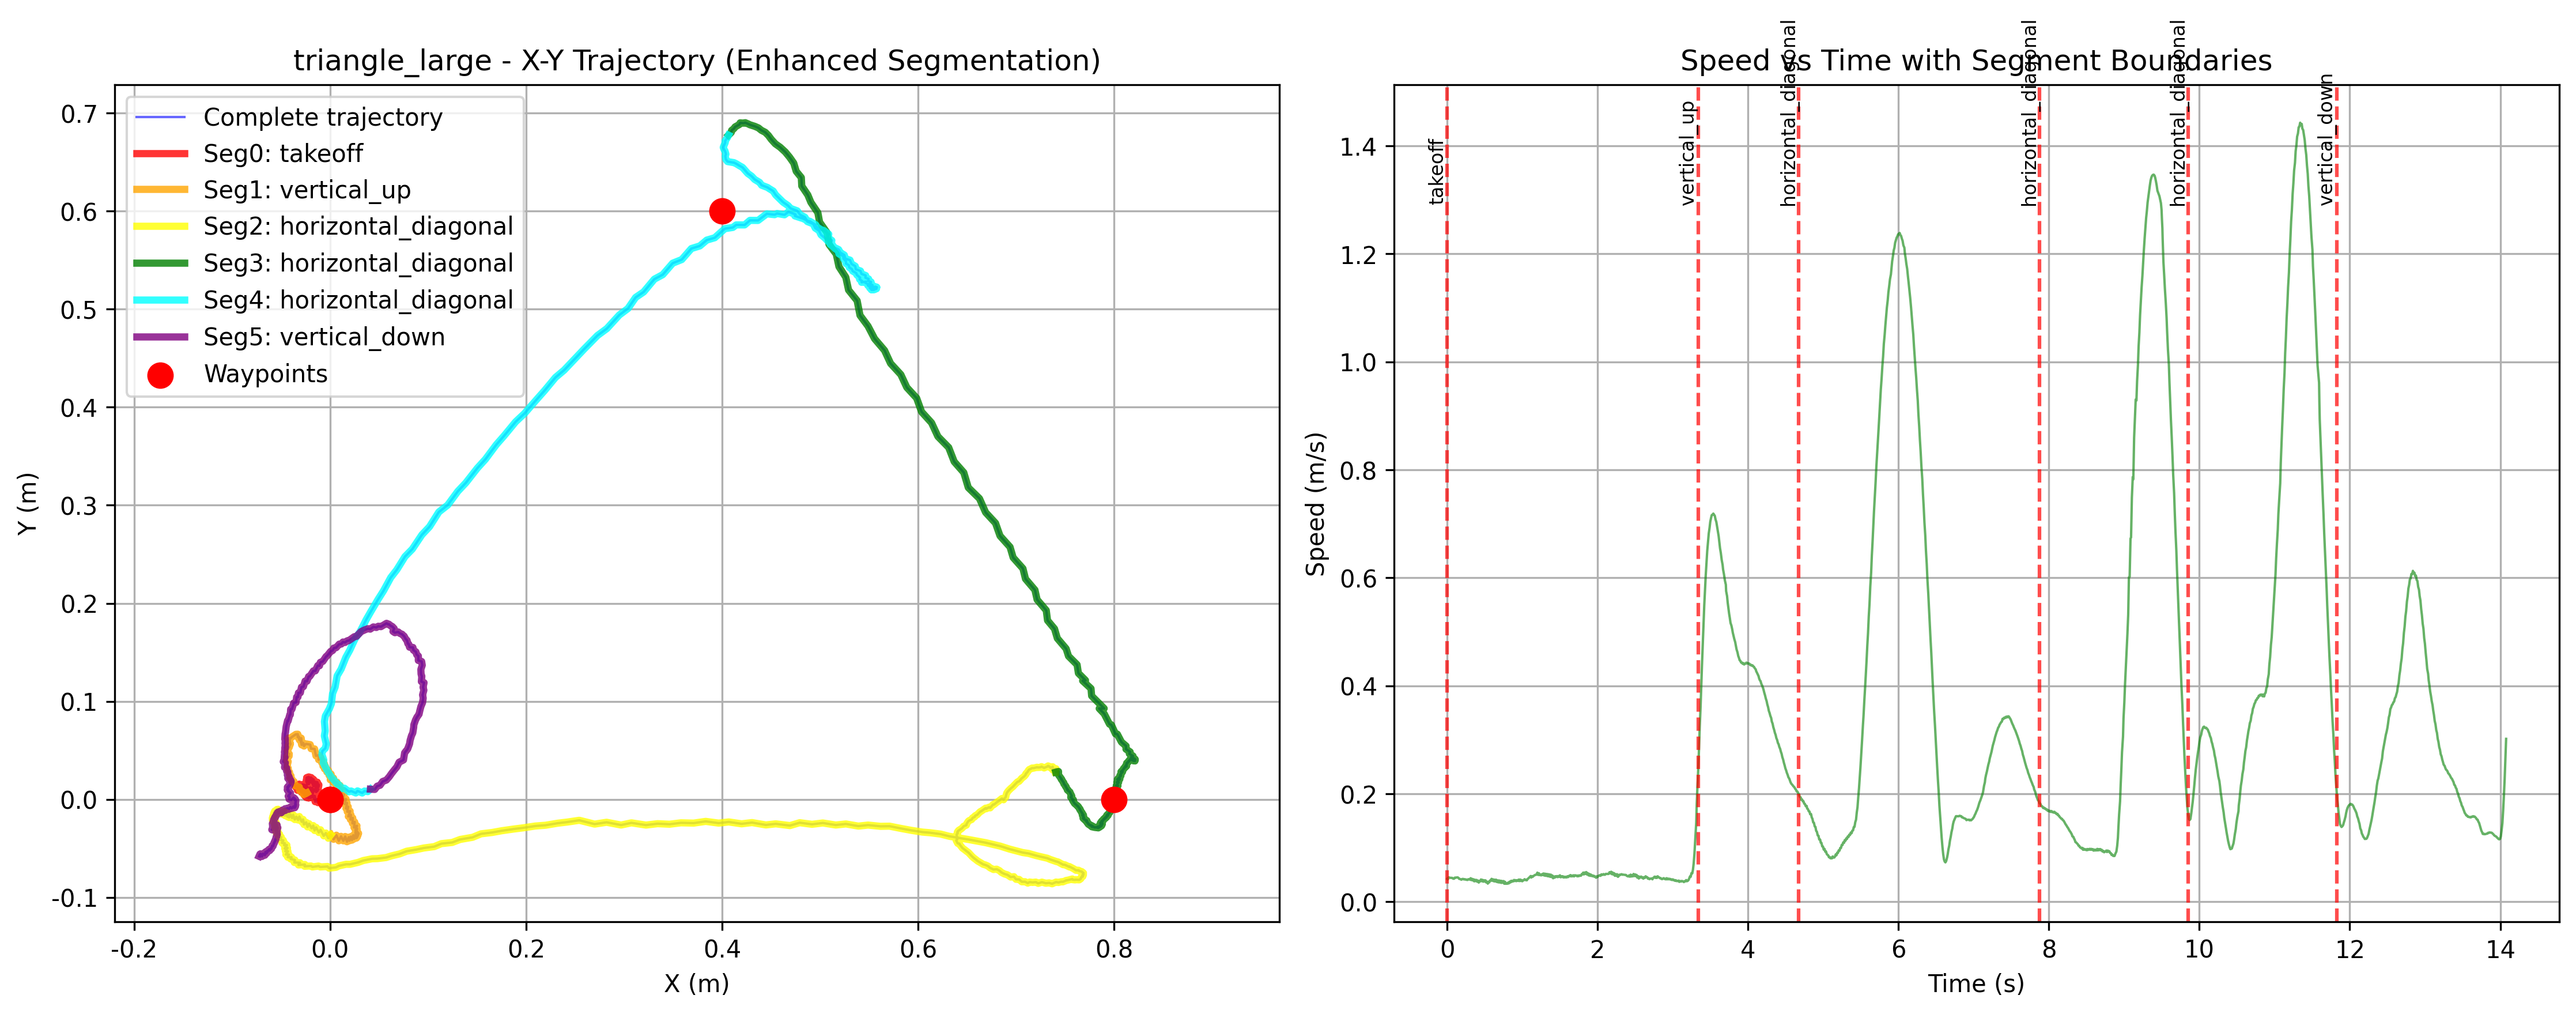 triangle_large - X-Y Trajectory (Enhanced Segmentation)
Complete trajectory
Seg0: takeoff
Seg1: vertical_up
Seg2: horizontal_diagonal
Seg3: horizontal_diagonal
Seg4: horizontal_diagonal
Seg5: vertical_down
Waypoints
0.7
0.6
0.5
0.4
0.3
0.2
0.1
0.0
-0.1
Y (m)
-0.2
0.0
0.2
0.4
0.6
0.8
X (m)
Speed vs Time with Segment Boundaries
takeoff
vertical_up
horizontal_diagonal
horizontal_diagonal
horizontal_diagonal
vertical_down
1.4
1.2
1.0
0.8
0.6
0.4
0.2
0.0
Speed (m/s)
0
2
4
6
8
10
12
14
Time (s)